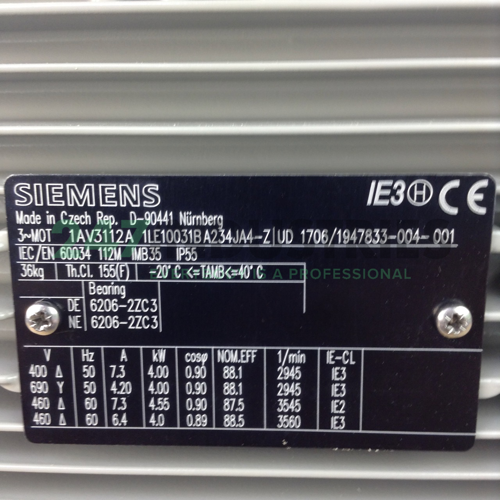 SIEMENS IE3 H CE
Made in Czech Rep. D-90441 Nürnberg
3~MOT 1AV3112A 1LE10031BA234JA4-Z UD 1706/1947833-004-001
IEC/EN 60034 112M IMB35 IP55
36kg Th.Cl. 155(F) -20°C <=TAMB<=40°C
Bearing
DE 6206-2ZC3
NE 6206-2ZC3
V Hz A kW cosφ NOM.EFF 1/min IE-CL
400 Δ 50 7.3 4.00 0.90 88.1 2945 IE3
690 Y 50 4.20 4.00 0.90 88.1 2945 IE3
460 Δ 60 7.3 4.55 0.90 87.5 3545 IE2
460 Δ 60 6.4 4.0 0.89 88.5 3560 IE3
A PROFESSIONAL